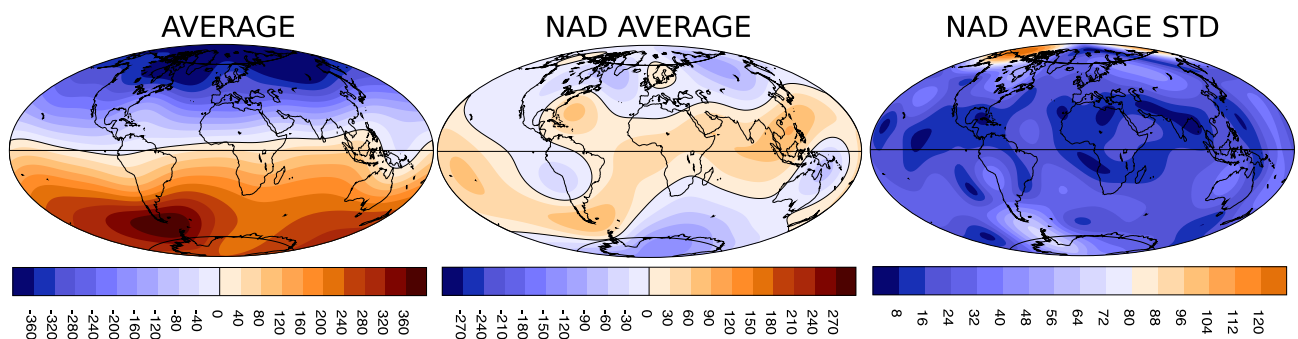 AVERAGE
NAD AVERAGE
NAD AVERAGE STD
-360 -320 -280 -240 -200 -160 -120 -80 -40 0 40 80 120 160 200 240 280 320 360
-270 -240 -210 -180 -150 -120 -90 -60 -30 0 30 60 90 120 150 180 210 240 270
8 16 24 32 40 48 56 64 72 80 88 96 104 112 120